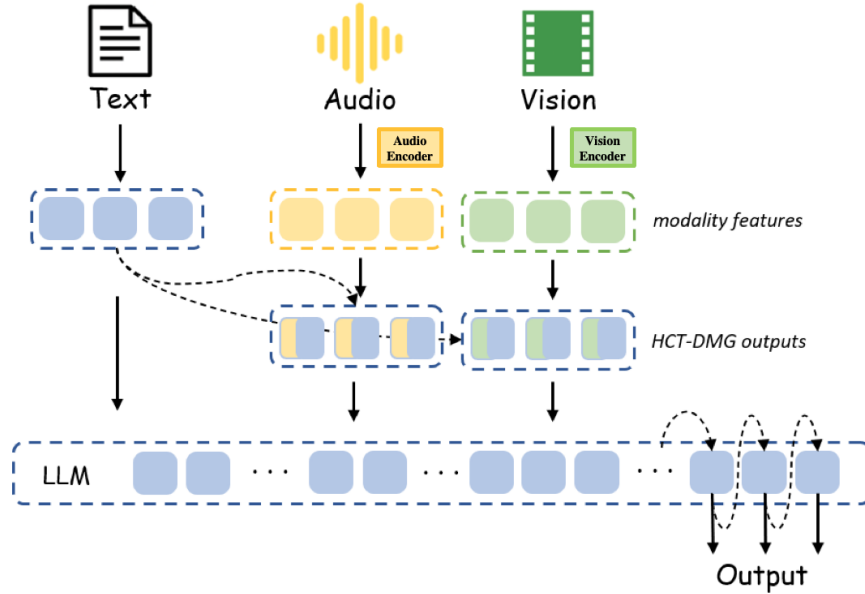 Text
Audio
Vision
Audio
Encoder
Vision
Encoder
modality features
HCT-DMG outputs
LLM
Output